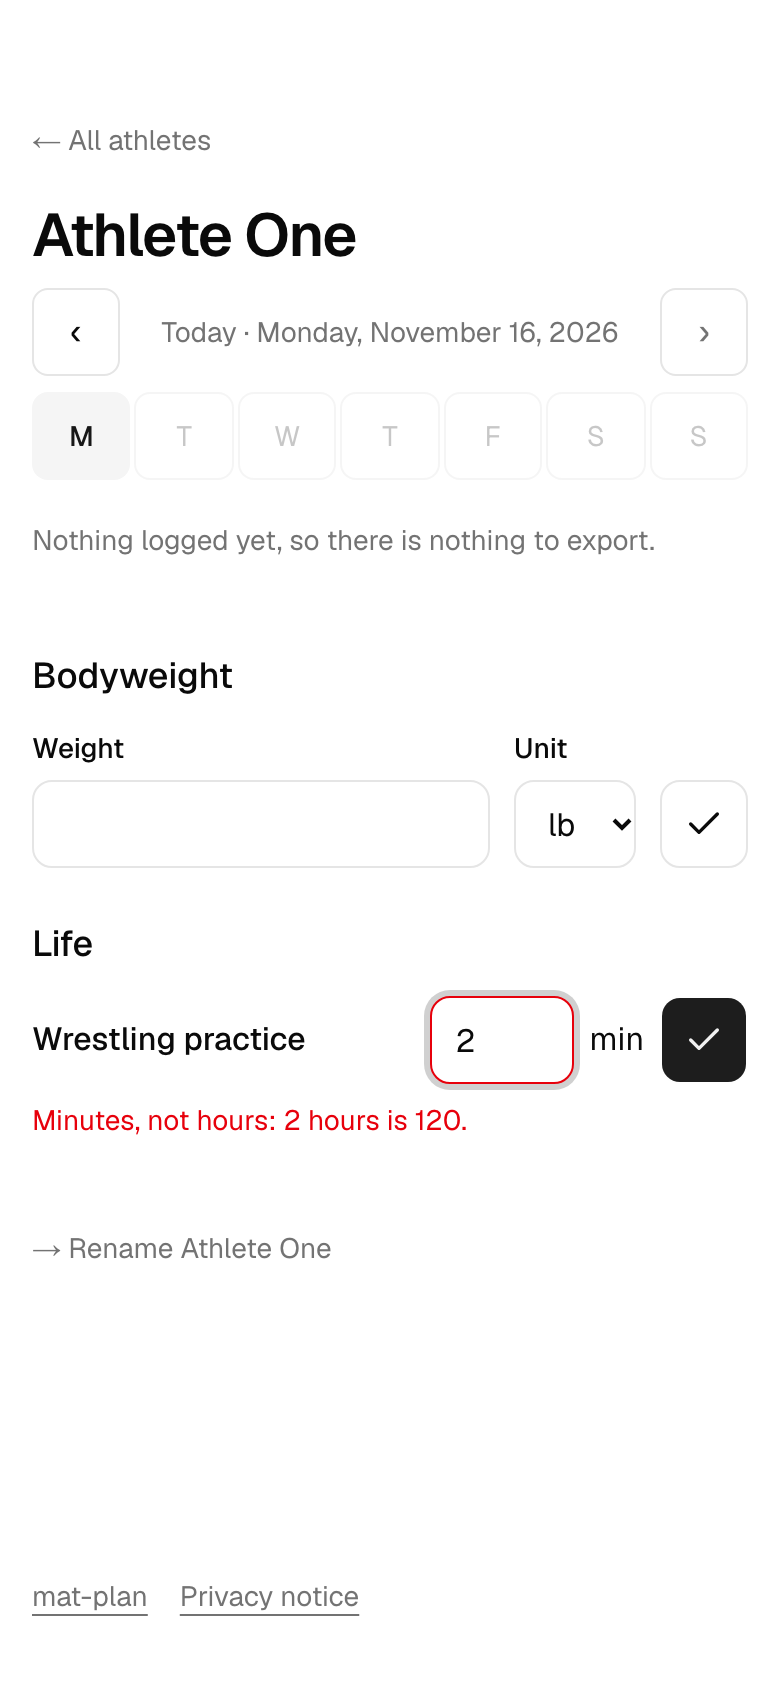 ← All athletes
Athlete One
‹ Today · Monday, November 16, 2026 ›
M T W T F S S
Nothing logged yet, so there is nothing to export.
Bodyweight
Weight Unit
lb
Life
Wrestling practice 2 min
Minutes, not hours: 2 hours is 120.
→ Rename Athlete One
mat-plan Privacy notice